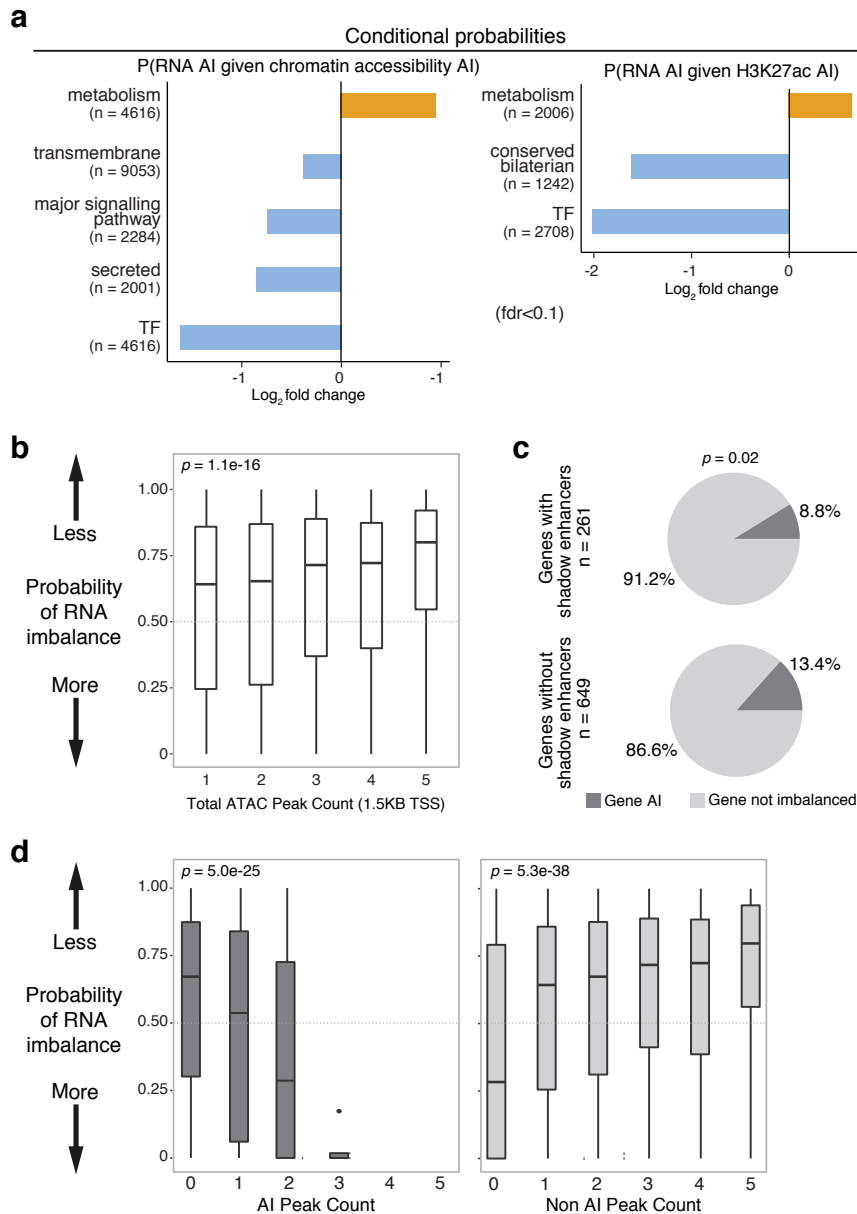 a
Conditional probabilities
P(RNA AI given chromatin accessibility AI)
metabolism
(n = 4616)
transmembrane
(n = 9053)
major signalling
pathway
(n = 2284)
secreted
(n = 2001)
TF
(n = 4616)
-1 0 -1
Log2 fold change
P(RNA AI given H3K27ac AI)
metabolism
(n = 2006)
conserved
bilaterian
(n = 1242)
TF
(n = 2708)
-2 -1 0
Log2 fold change
(fdr<0.1)
b
Less
Probability
of RNA
imbalance
More
p = 1.1e-16
1.00
0.75
0.50
0.25
0
1 2 3 4 5
Total ATAC Peak Count (1.5KB TSS)
c
p = 0.02
Genes with
shadow enhancers
n = 261
8.8%
91.2%
Genes without
shadow enhancers
n = 649
13.4%
86.6%
Gene AI Gene not imbalanced
d
Less
Probability
of RNA
imbalance
More
p = 5.0e-25
1.00
0.75
0.50
0.25
0
0 1 2 3 4 5
AI Peak Count
p = 5.3e-38
0 1 2 3 4 5
Non AI Peak Count